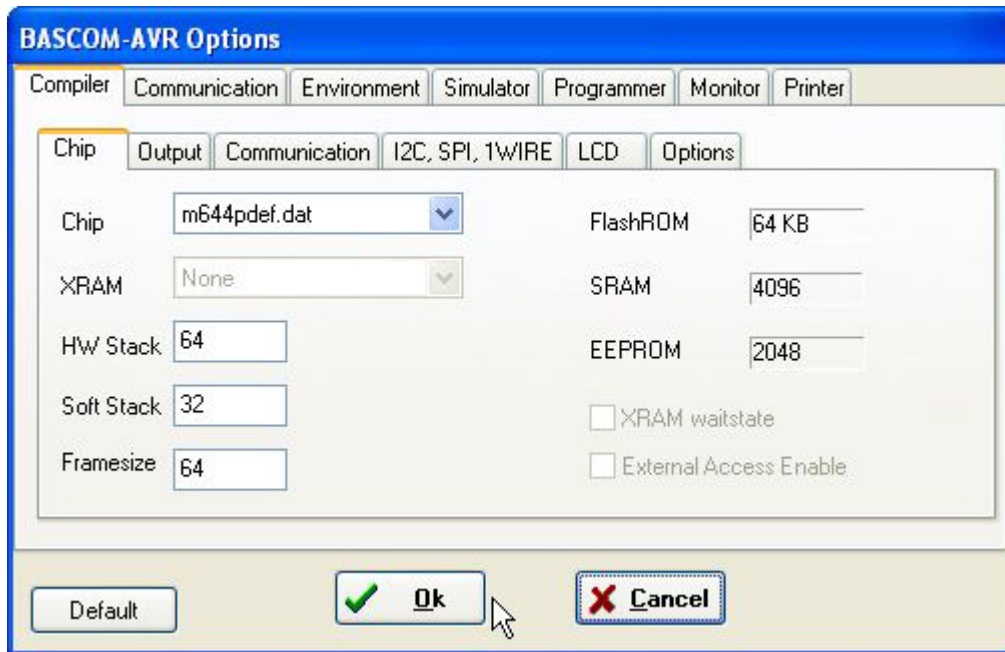 BASCOM-AVR Options
Compiler Communication Environment Simulator Programmer Monitor Printer
Chip Output Communication I2C, SPI, 1WIRE LCD Options
Chip m644pdef.dat FlashROM 64 KB
XRAM None SRAM 4096
HW Stack 64 EEPROM 2048
Soft Stack 32 XRAM waitstate
Framesize 64 External Access Enable
Default Ok Cancel